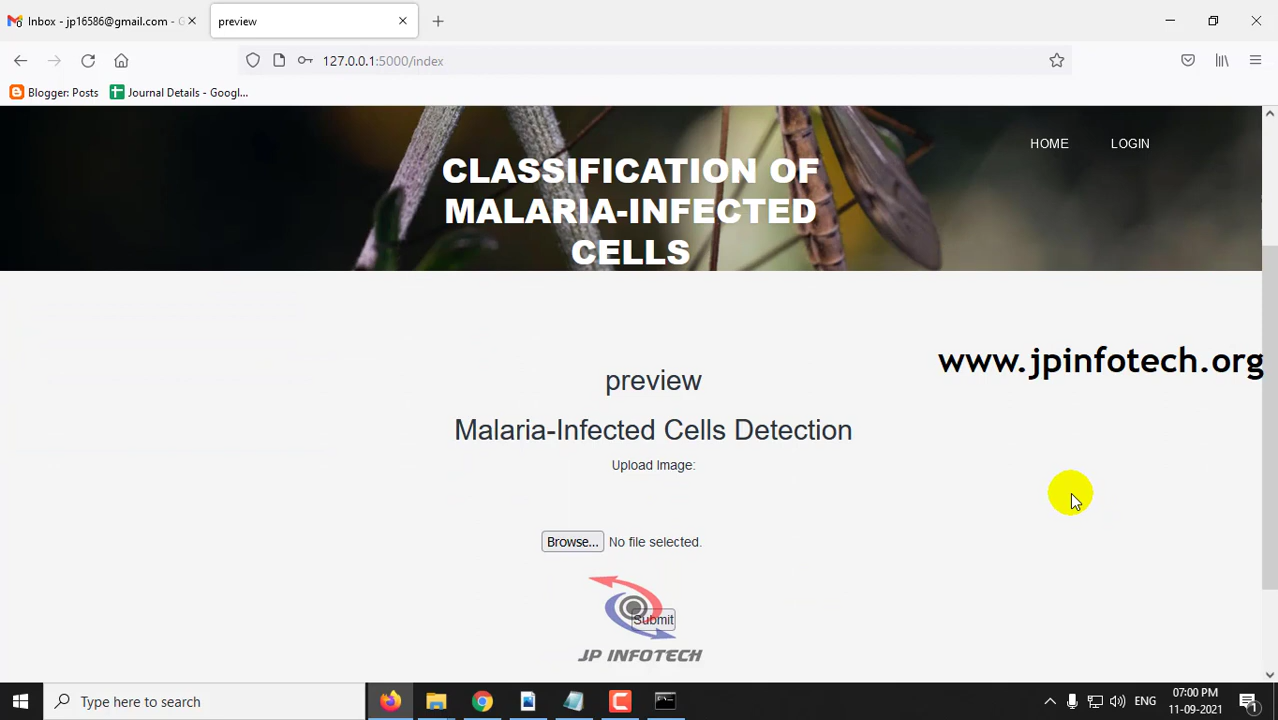 Inbox - jp16586@gmail.com - G
preview
127.0.0.1:5000/index
Blogger: Posts
Journal Details - Googl...
HOME
LOGIN
CLASSIFICATION OF
MALARIA-INFECTED
CELLS
www.jpinfotech.org
preview
Malaria-Infected Cells Detection
Upload Image:
Browse... No file selected.
Submit
JP INFOTECH
Type here to search
ENG
07:00 PM
11-09-2021
1